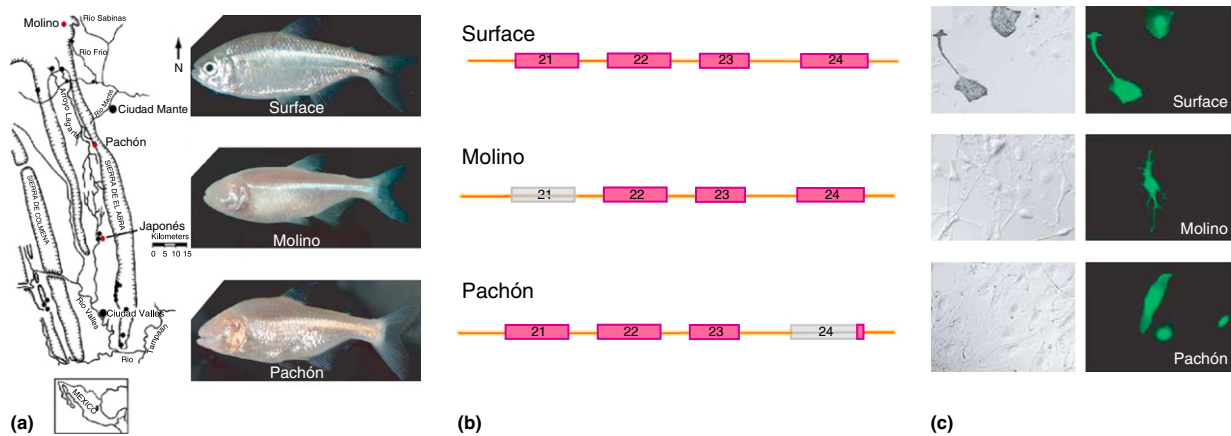 Molino
Rio Sabinas
Rio Frio
N
Arroyo Lagarto
Rio Mante
Ciudad Mante
Pachón
SIERRA DE EL ABRA
SIERRA DE COLMENA
Japonés
Kilometers
0 5 10 15
Rio Valles
Ciudad Valles
Rio
Tampaón
MEXICO
(a)
Surface
Molino
Pachón
Surface
21 22 23 24
Molino
21 22 23 24
Pachón
21 22 23 24
(b)
Surface
Molino
Pachón
(c)